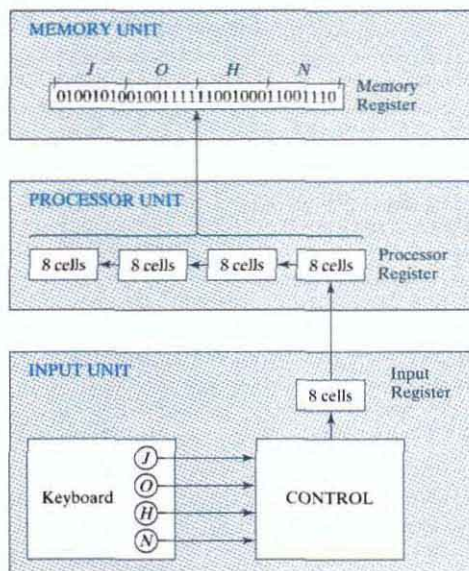 MEMORY UNIT
J O H N
01001010010011111100100011001110
Memory
Register
PROCESSOR UNIT
8 cells 8 cells 8 cells 8 cells
Processor
Register
INPUT UNIT
Input
Register
8 cells
Keyboard
J
O
H
N
CONTROL